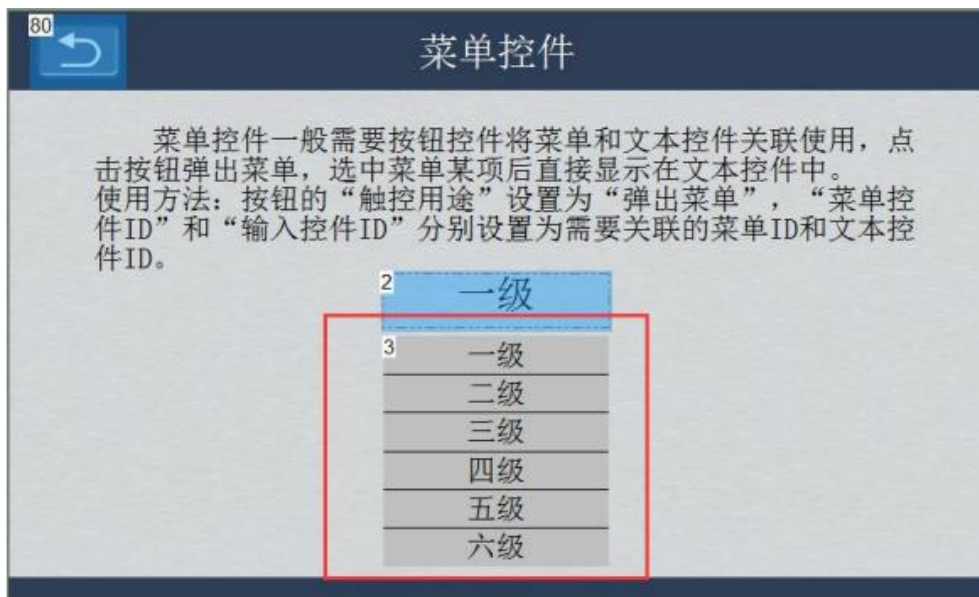 80
菜单控件
菜单控件一般需要按钮控件将菜单和文本控件关联使用，点
击按钮弹出菜单，选中菜单某项后直接显示在文本控件中。
使用方法：按钮的“触控用途”设置为“弹出菜单”，“菜单控
件ID”和“输入控件ID”分别设置为需要关联的菜单ID和文本控
件ID。
2
一级
3
一级
二级
三级
四级
五级
六级